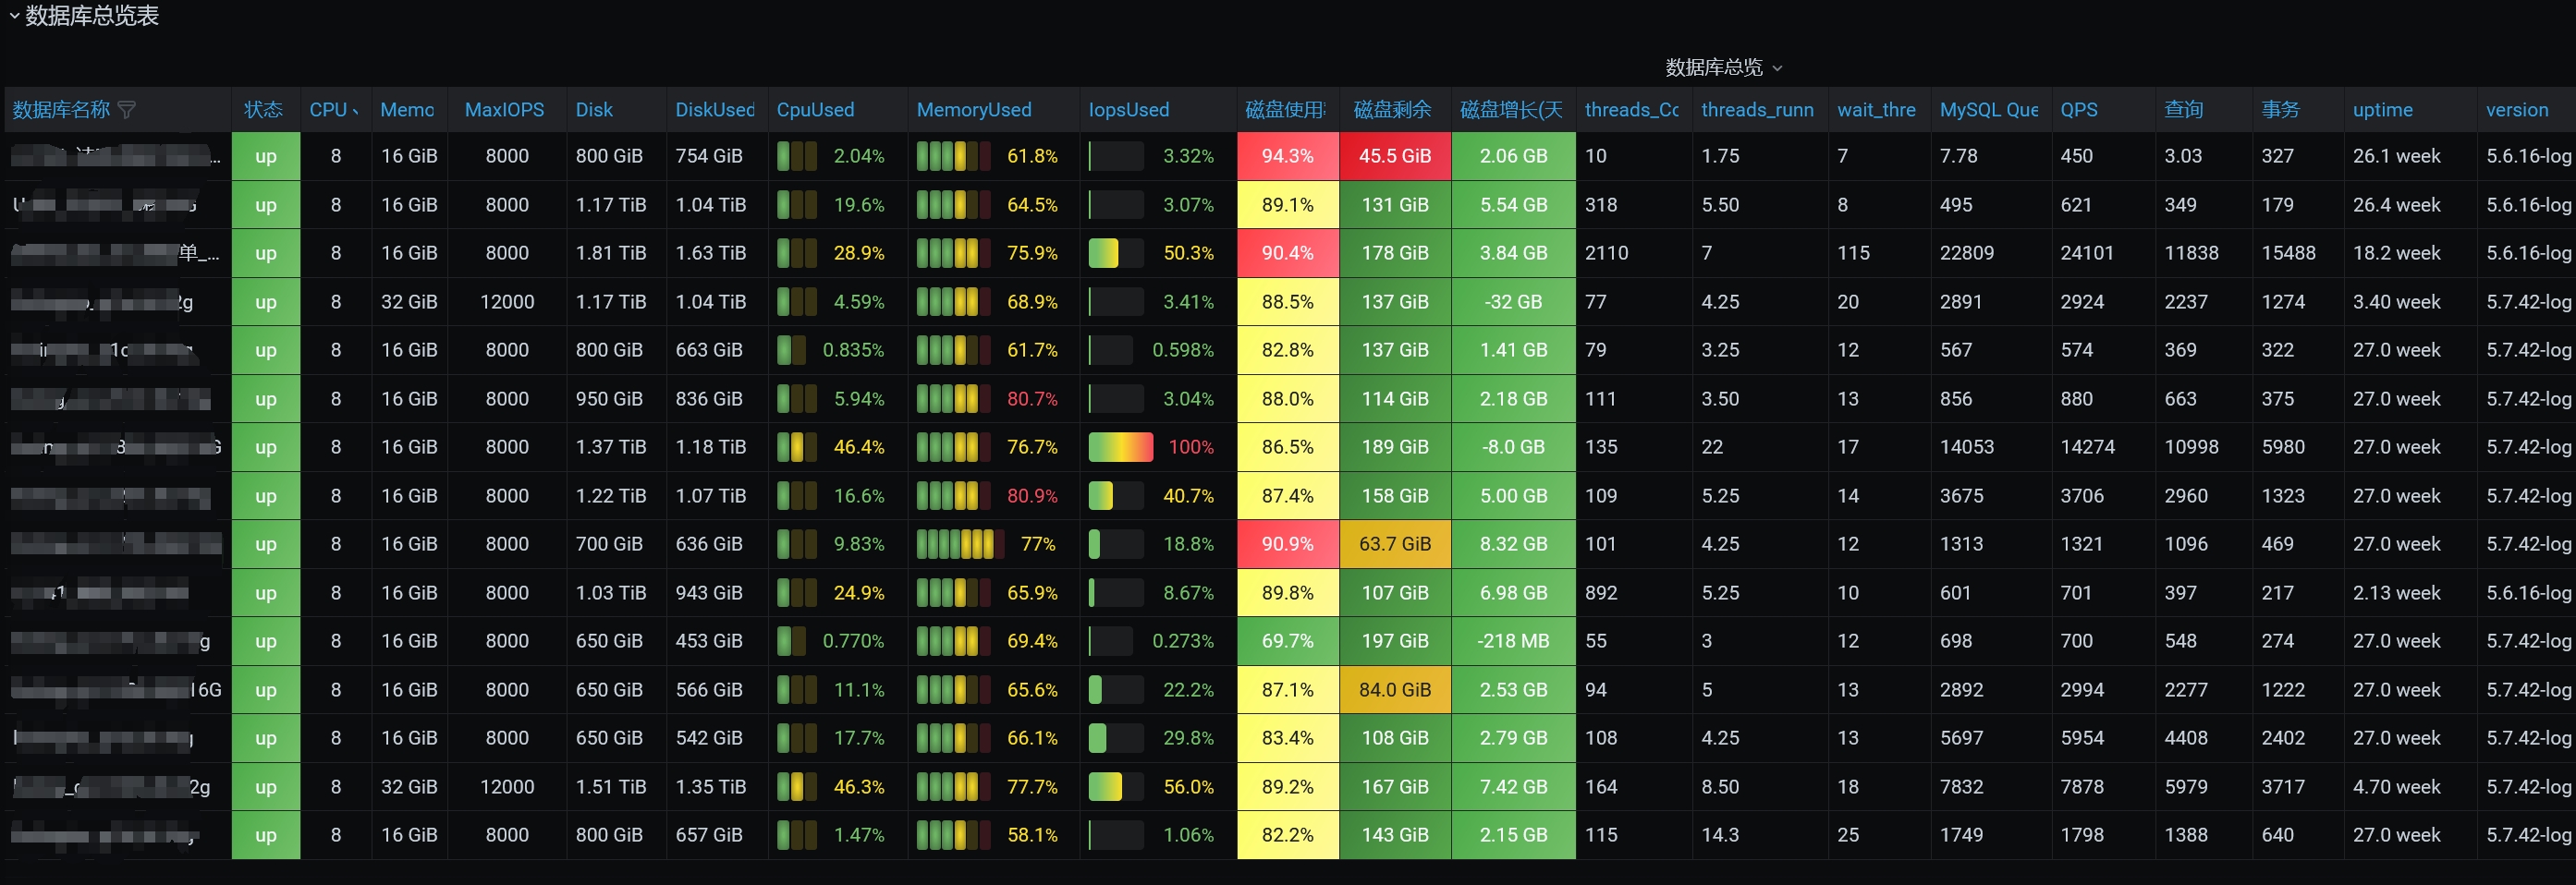 数据库总览表
数据库总览
数据库名称 状态 CPU Memo MaxIOPS Disk DiskUsed CpuUsed MemoryUsed IopsUsed 磁盘使用 磁盘剩余 磁盘增长(天 threads_Cc threads_runn wait_thre MySQL Que QPS 查询 事务 uptime version
... up 8 16 GiB 8000 800 GiB 754 GiB 2.04% 61.8% 3.32% 94.3% 45.5 GiB 2.06 GB 10 1.75 7 7.78 450 3.03 327 26.1 week 5.6.16-log
up 8 16 GiB 8000 1.17 TiB 1.04 TiB 19.6% 64.5% 3.07% 89.1% 131 GiB 5.54 GB 318 5.50 8 495 621 349 179 26.4 week 5.6.16-log
单_... up 8 16 GiB 8000 1.81 TiB 1.63 TiB 28.9% 75.9% 50.3% 90.4% 178 GiB 3.84 GB 2110 7 115 22809 24101 11838 15488 18.2 week 5.6.16-log
2g up 8 32 GiB 12000 1.17 TiB 1.04 TiB 4.59% 68.9% 3.41% 88.5% 137 GiB -32 GB 77 4.25 20 2891 2924 2237 1274 3.40 week 5.7.42-log
up 8 16 GiB 8000 800 GiB 663 GiB 0.835% 61.7% 0.598% 82.8% 137 GiB 1.41 GB 79 3.25 12 567 574 369 322 27.0 week 5.7.42-log
up 8 16 GiB 8000 950 GiB 836 GiB 5.94% 80.7% 3.04% 88.0% 114 GiB 2.18 GB 111 3.50 13 856 880 663 375 27.0 week 5.7.42-log
up 8 16 GiB 8000 1.37 TiB 1.18 TiB 46.4% 76.7% 100% 86.5% 189 GiB -8.0 GB 135 22 17 14053 14274 10998 5980 27.0 week 5.7.42-log
up 8 16 GiB 8000 1.22 TiB 1.07 TiB 16.6% 80.9% 40.7% 87.4% 158 GiB 5.00 GB 109 5.25 14 3675 3706 2960 1323 27.0 week 5.7.42-log
up 8 16 GiB 8000 700 GiB 636 GiB 9.83% 77% 18.8% 90.9% 63.7 GiB 8.32 GB 101 4.25 12 1313 1321 1096 469 27.0 week 5.7.42-log
up 8 16 GiB 8000 1.03 TiB 943 GiB 24.9% 65.9% 8.67% 89.8% 107 GiB 6.98 GB 892 5.25 10 601 701 397 217 2.13 week 5.6.16-log
g up 8 16 GiB 8000 650 GiB 453 GiB 0.770% 69.4% 0.273% 69.7% 197 GiB -218 MB 55 3 12 698 700 548 274 27.0 week 5.7.42-log
16G up 8 16 GiB 8000 650 GiB 566 GiB 11.1% 65.6% 22.2% 87.1% 84.0 GiB 2.53 GB 94 5 13 2892 2994 2277 1222 27.0 week 5.7.42-log
up 8 16 GiB 8000 650 GiB 542 GiB 17.7% 66.1% 29.8% 83.4% 108 GiB 2.79 GB 108 4.25 13 5697 5954 4408 2402 27.0 week 5.7.42-log
2g up 8 32 GiB 12000 1.51 TiB 1.35 TiB 46.3% 77.7% 56.0% 89.2% 167 GiB 7.42 GB 164 8.50 18 7832 7878 5979 3717 4.70 week 5.7.42-log
up 8 16 GiB 8000 800 GiB 657 GiB 1.47% 58.1% 1.06% 82.2% 143 GiB 2.15 GB 115 14.3 25 1749 1798 1388 640 27.0 week 5.7.42-log